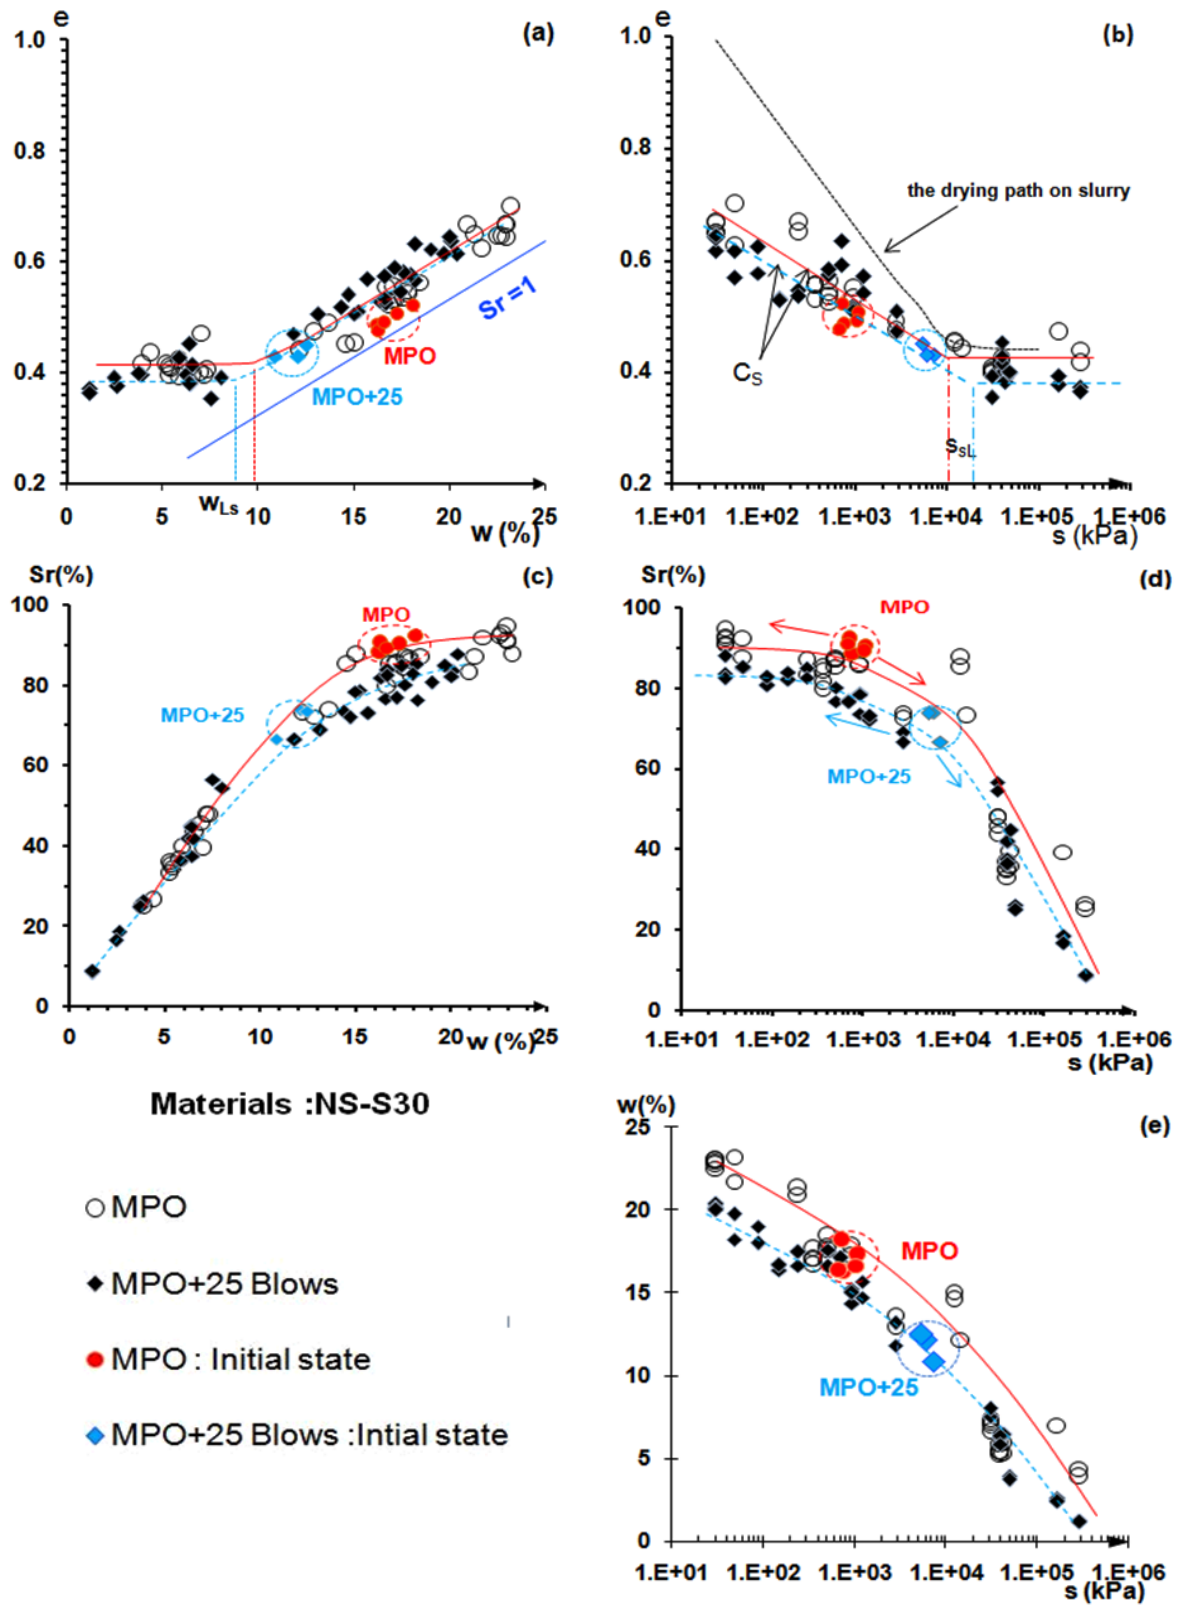 e
(a)
1.0
0.8
0.6
0.4
0.2
Sr =1
MPO
MPO+25
wLs
0
5
10
15
20
25
w (%)
e
(b)
1.0
0.8
0.6
0.4
0.2
the drying path on slurry
CS
ssL
1.E+01
1.E+02
1.E+03
1.E+04
1.E+05
1.E+06
s (kPa)
Sr(%)
(c)
100
80
60
40
20
0
MPO
MPO+25
0
5
10
15
20
25
w (%)
Sr(%)
(d)
100
80
60
40
20
0
MPO
MPO+25
1.E+01
1.E+02
1.E+03
1.E+04
1.E+05
1.E+06
s (kPa)
Materials :NS-S30
MPO
MPO+25 Blows
MPO : Initial state
MPO+25 Blows :Intial state
w(%)
(e)
25
20
15
10
5
0
MPO
MPO+25
1.E+01
1.E+02
1.E+03
1.E+04
1.E+05
1.E+06
s (kPa)